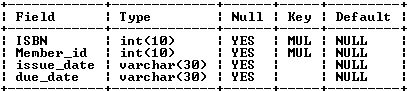 +-------------+-------------+------+-----+---------+
| Field       | Type        | Null | Key | Default |
+-------------+-------------+------+-----+---------+
| ISBN        | int(10)     | YES  | MUL | NULL    |
| Member_id   | int(10)     | YES  | MUL | NULL    |
| issue_date  | varchar(30) | YES  |     | NULL    |
| due_date    | varchar(30) | YES  |     | NULL    |
+-------------+-------------+------+-----+---------+